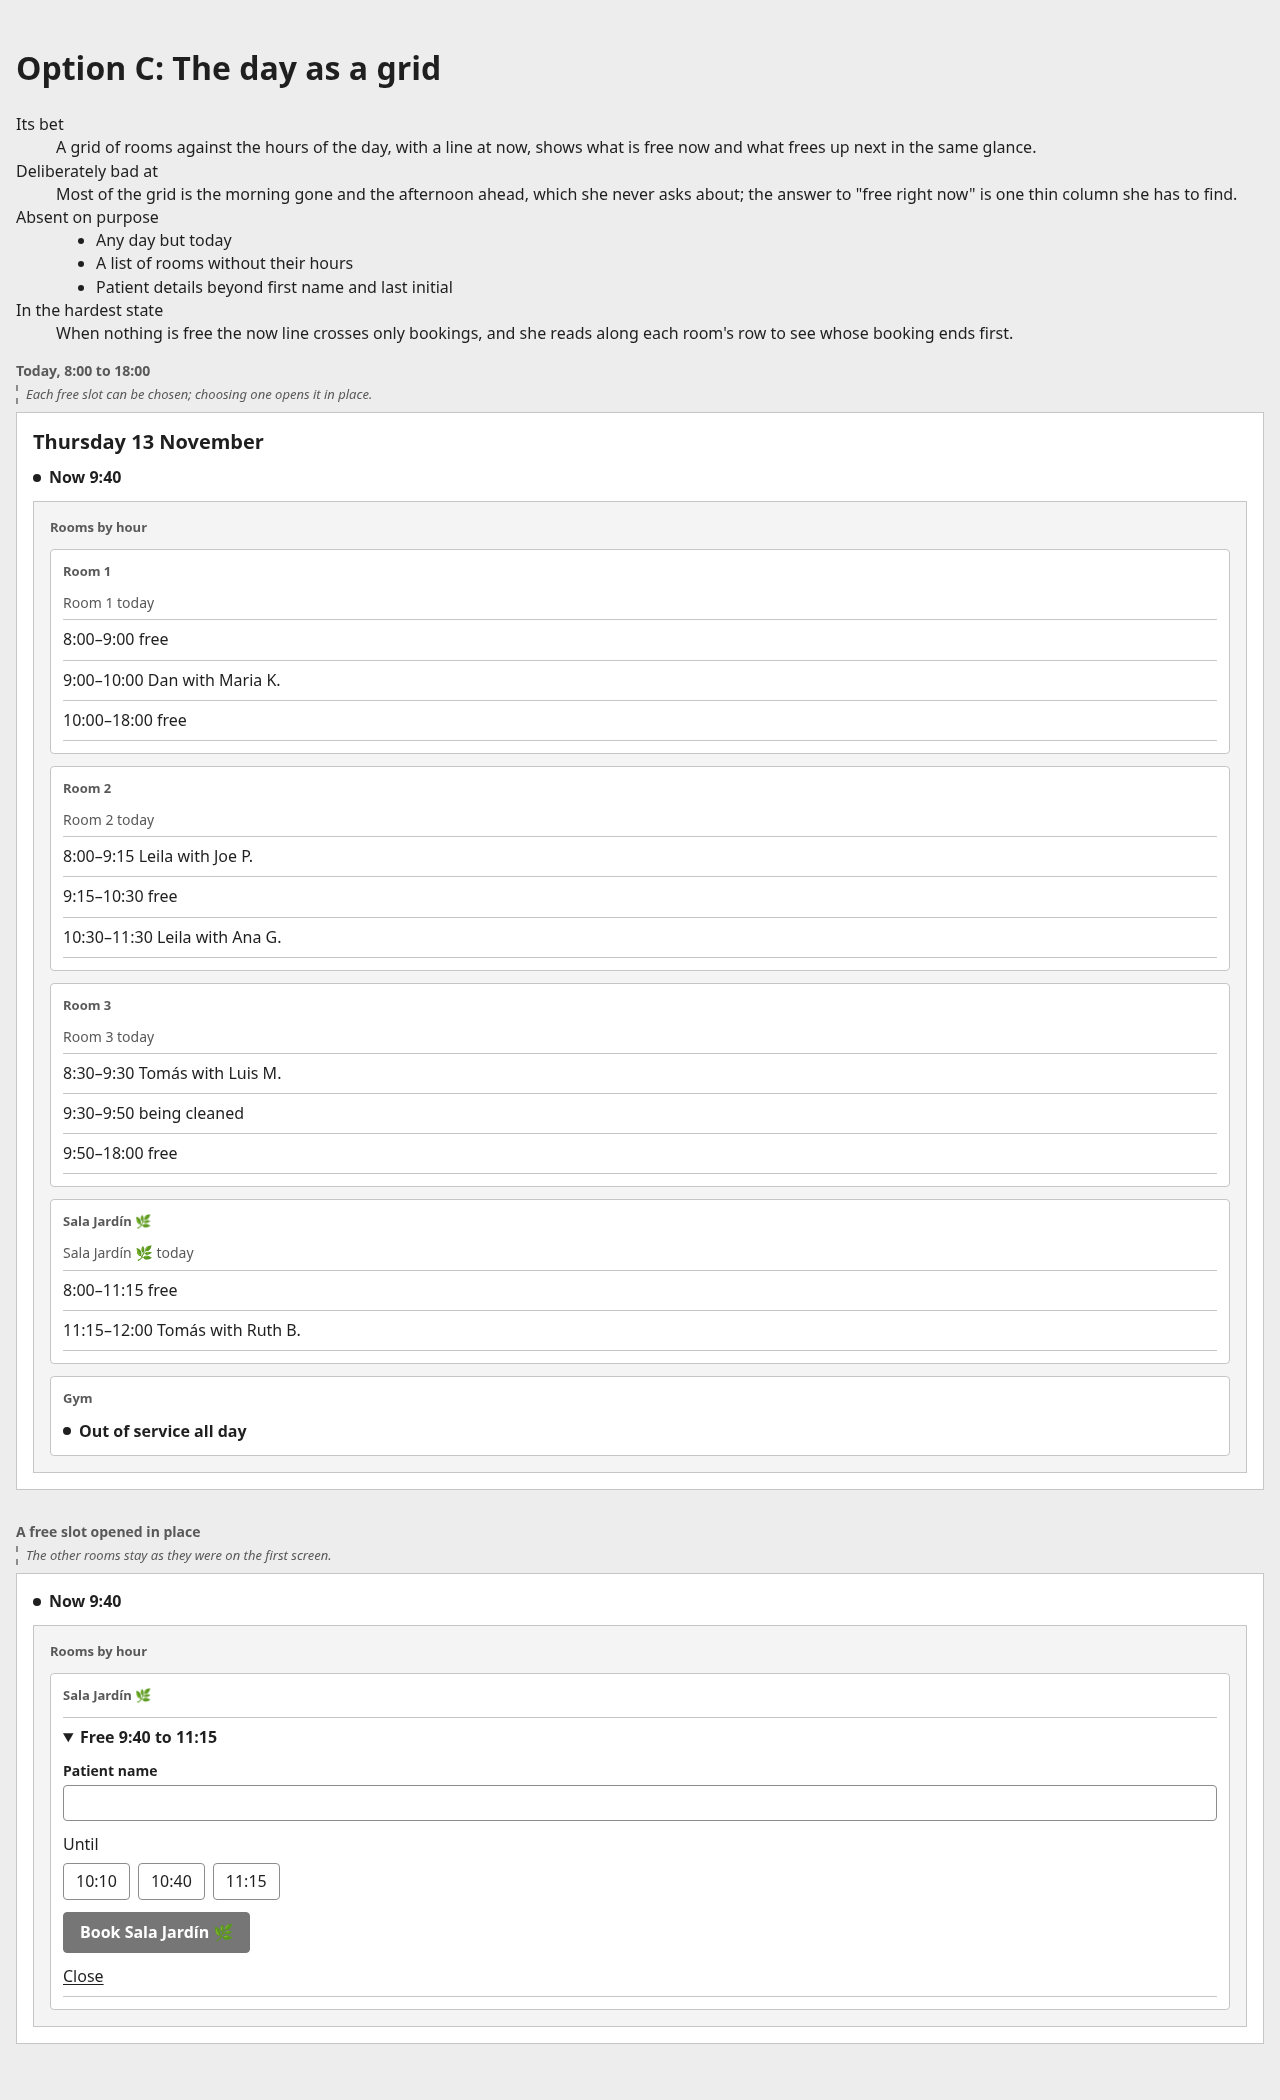 Option C: The day as a grid
Its bet
A grid of rooms against the hours of the day, with a line at now, shows what is free now and what frees up next in the same glance.
Deliberately bad at
Most of the grid is the morning gone and the afternoon ahead, which she never asks about; the answer to "free right now" is one thin column she has to find.
Absent on purpose
Any day but today
A list of rooms without their hours
Patient details beyond first name and last initial
In the hardest state
When nothing is free the now line crosses only bookings, and she reads along each room's row to see whose booking ends first.
Today, 8:00 to 18:00
Each free slot can be chosen; choosing one opens it in place.
Thursday 13 November
Now 9:40
Rooms by hour
Room 1
Room 1 today
8:00–9:00 free
9:00–10:00 Dan with Maria K.
10:00–18:00 free
Room 2
Room 2 today
8:00–9:15 Leila with Joe P.
9:15–10:30 free
10:30–11:30 Leila with Ana G.
Room 3
Room 3 today
8:30–9:30 Tomás with Luis M.
9:30–9:50 being cleaned
9:50–18:00 free
Sala Jardín 🌿
Sala Jardín 🌿 today
8:00–11:15 free
11:15–12:00 Tomás with Ruth B.
Gym
Out of service all day
A free slot opened in place
The other rooms stay as they were on the first screen.
Now 9:40
Rooms by hour
Sala Jardín 🌿
Free 9:40 to 11:15
Patient name
Until
10:10 10:40 11:15
Book Sala Jardín 🌿
Close